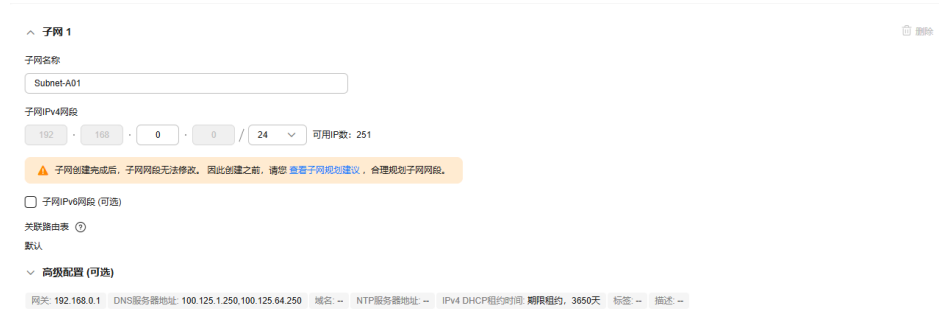 子网 1
删除
子网名称
Subnet-A01
子网IPv4网段
192 · 168 · 0 · 0 / 24 可用IP数：251
子网创建完成后，子网网段无法修改。因此创建之前，请您 查看子网规划建议 ，合理规划子网网段。
子网IPv6网段 (可选)
关联路由表 ?
默认
高级配置 (可选)
网关: 192.168.0.1 DNS服务器地址: 100.125.1.250,100.125.64.250 域名: -- NTP服务器地址: -- IPv4 DHCP租约时间: 期限租约，3650天 标签: -- 描述: --